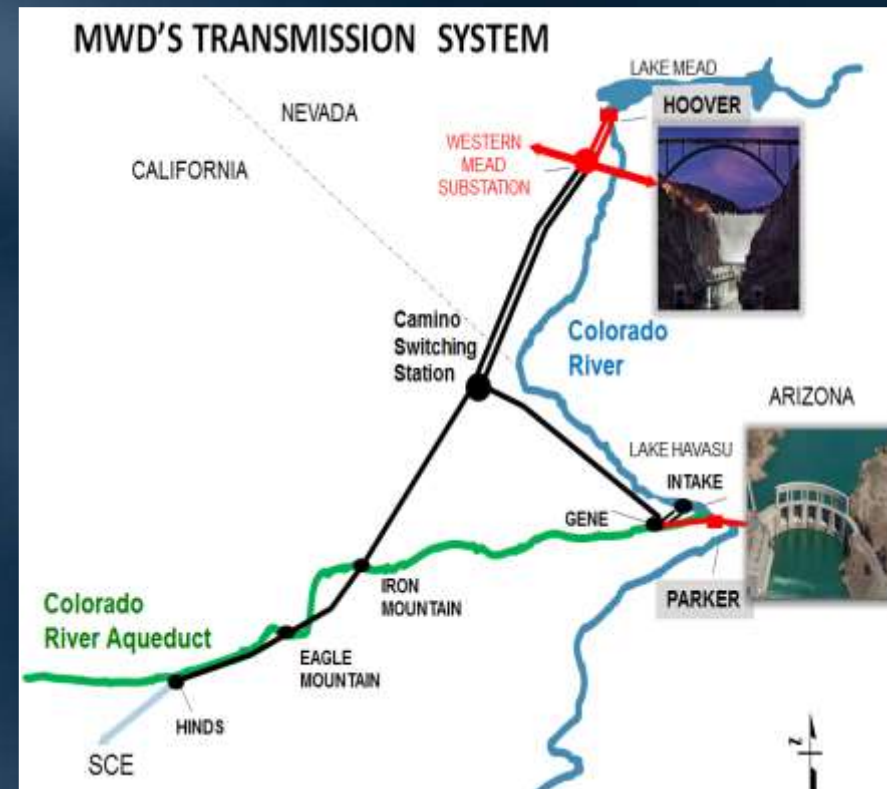 MWD'S TRANSMISSION SYSTEM
LAKE MEAD
NEVADA
HOOVER
WESTERN
MEAD
SUBSTATION
CALIFORNIA
Camino
Switching
Station
Colorado
River
ARIZONA
LAKE HAVASU
INTAKE
GENE
IRON
MOUNTAIN
PARKER
Colorado
River Aqueduct
EAGLE
MOUNTAIN
HINDS
SCE
N